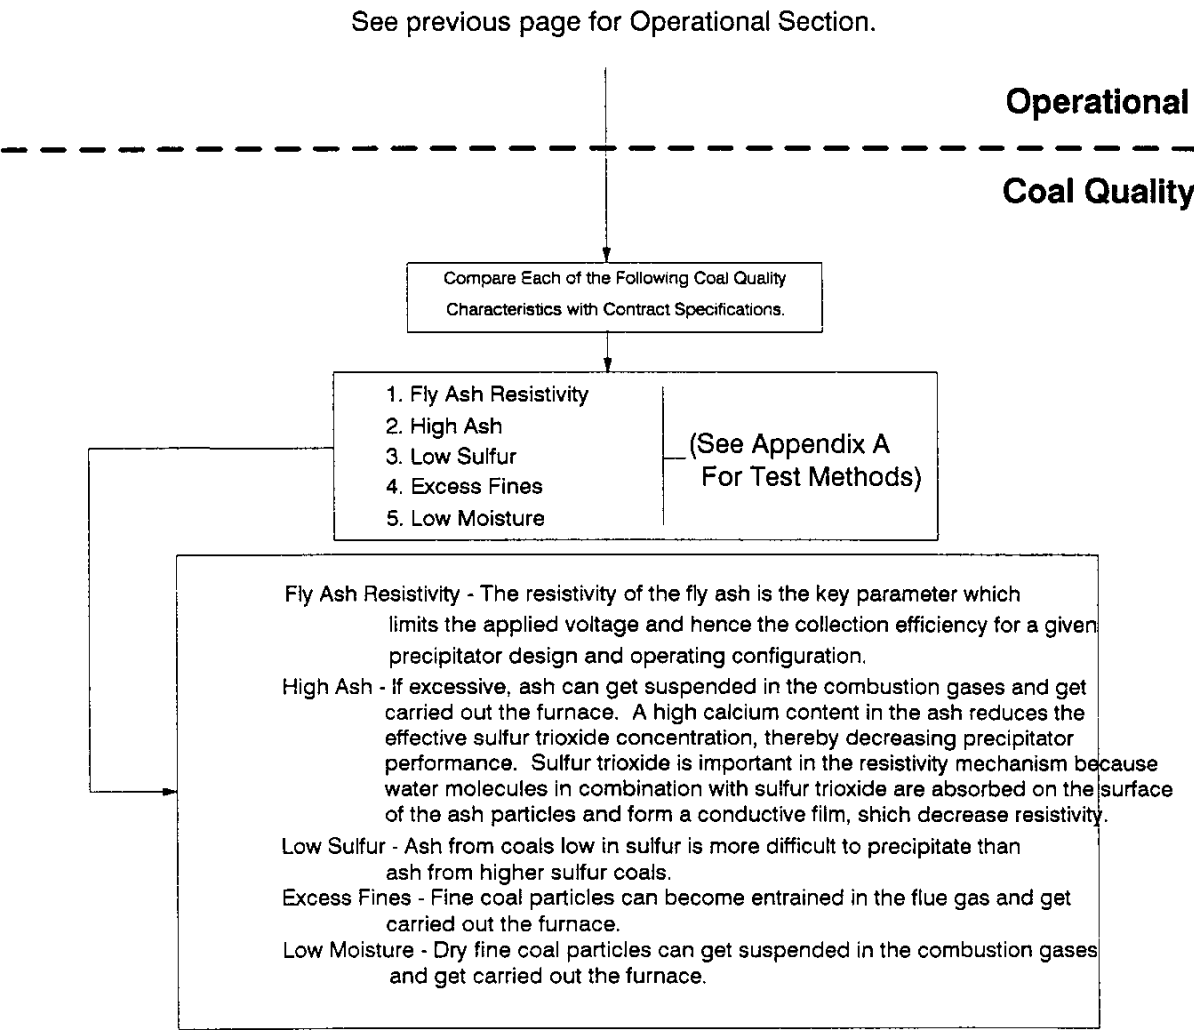 See previous page for Operational Section.
Operational
Coal Quality
Compare Each of the Following Coal Quality
Characteristics with Contract Specifications.
1. Fly Ash Resistivity
2. High Ash
3. Low Sulfur
4. Excess Fines
5. Low Moisture
(See Appendix A
For Test Methods)
Fly Ash Resistivity - The resistivity of the fly ash is the key parameter which
limits the applied voltage and hence the collection efficiency for a given
precipitator design and operating configuration.
High Ash - If excessive, ash can get suspended in the combustion gases and get
carried out the furnace. A high calcium content in the ash reduces the
effective sulfur trioxide concentration, thereby decreasing precipitator
performance. Sulfur trioxide is important in the resistivity mechanism because
water molecules in combination with sulfur trioxide are absorbed on the surface
of the ash particles and form a conductive film, shich decrease resistivity.
Low Sulfur - Ash from coals low in sulfur is more difficult to precipitate than
ash from higher sulfur coals.
Excess Fines - Fine coal particles can become entrained in the flue gas and get
carried out the furnace.
Low Moisture - Dry fine coal particles can get suspended in the combustion gases
and get carried out the furnace.